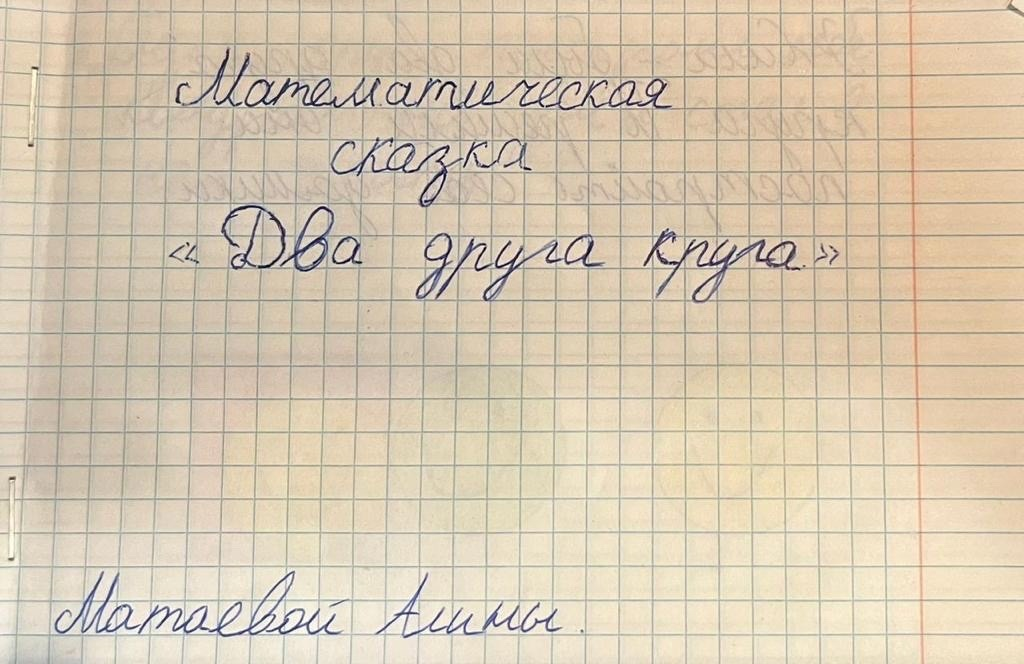 Математическая
сказка
« Два друга круга.»
Матаевой Алины.